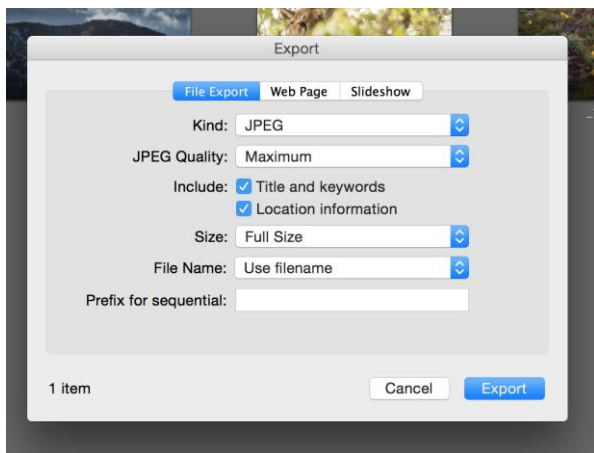 Export
File Export Web Page Slideshow
Kind: JPEG
JPEG Quality: Maximum
Include: Title and keywords
Location information
Size: Full Size
File Name: Use filename
Prefix for sequential:
1 item Cancel Export